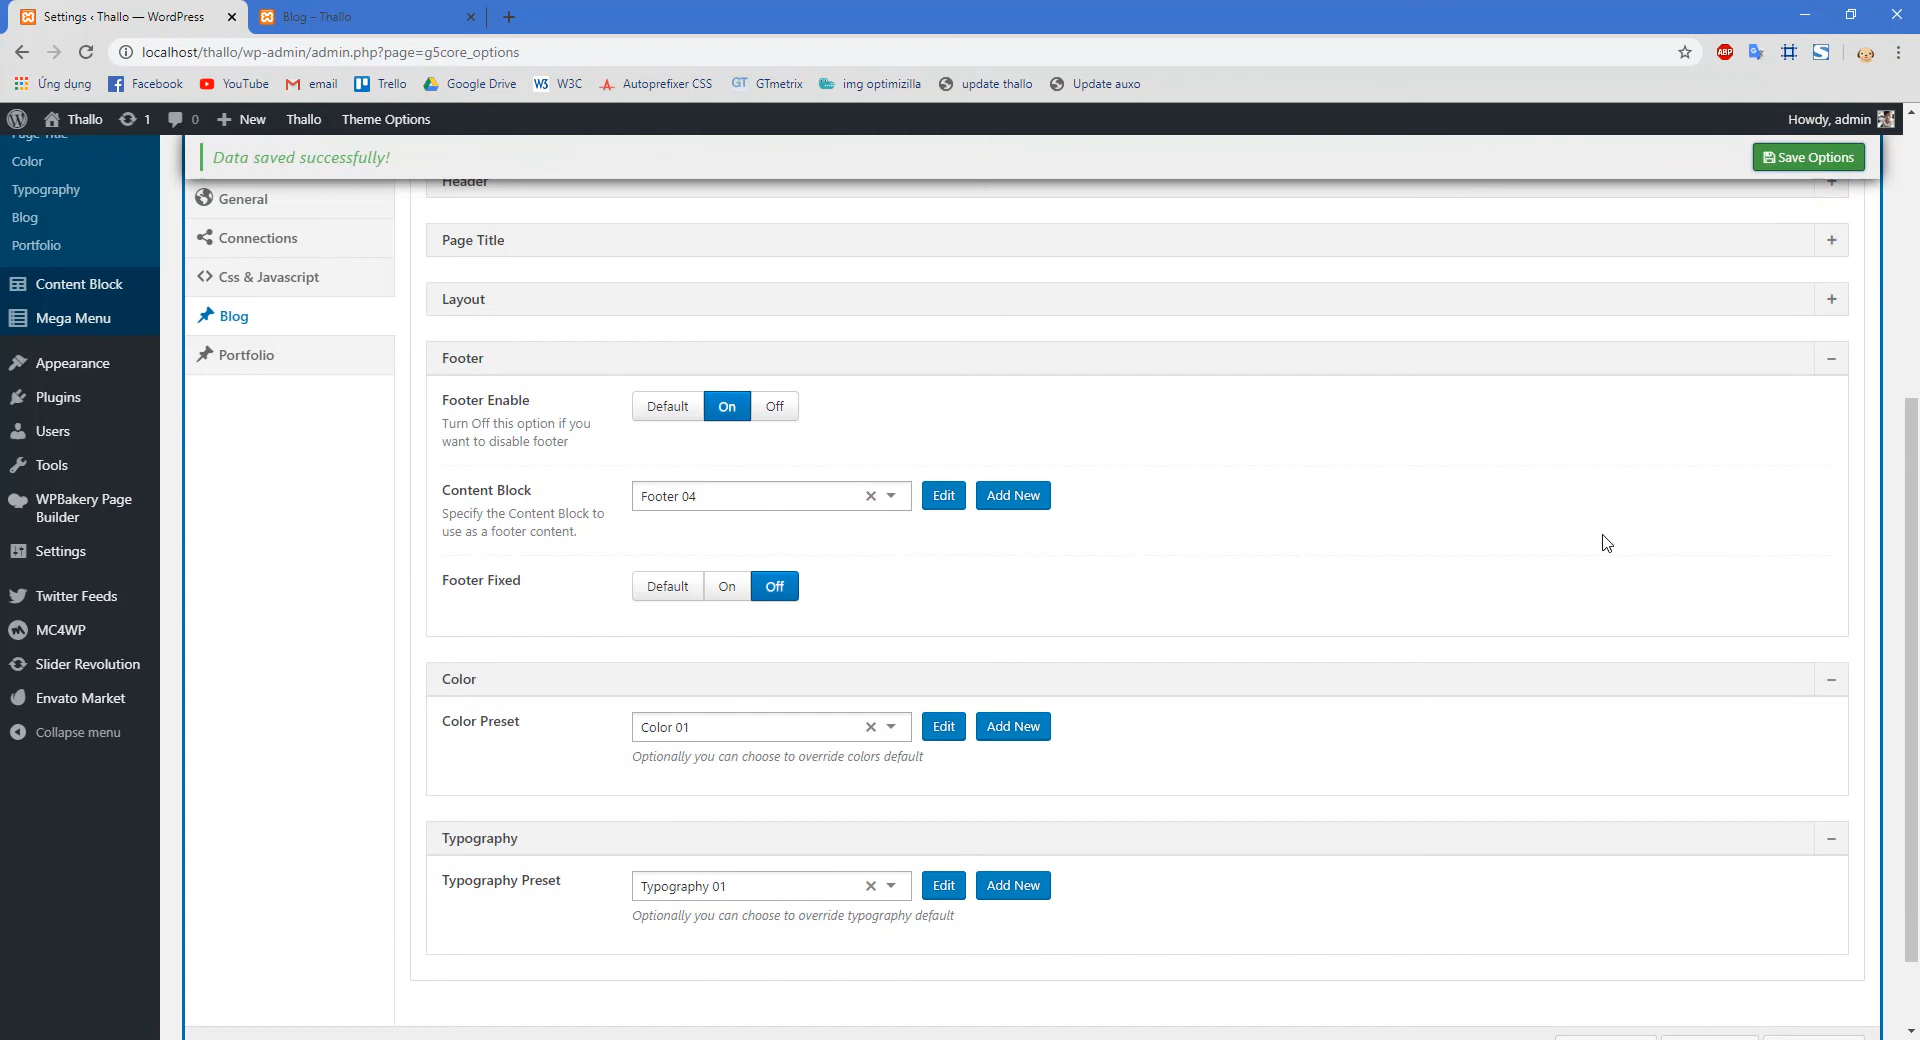 Settings ‹ Thallo — WordPress
Blog – Thallo
localhost/thallo/wp-admin/admin.php?page=g5core_options
ABP
Ứng dụng
Facebook
YouTube
email
Trello
Google Drive
W3C
Autoprefixer CSS
GT
GTmetrix
img optimizilla
update thallo
Update auxo
Thallo
1
0
New
Thallo
Theme Options
Howdy, admin
Page Title
Color
Typography
Blog
Portfolio
Content Block
Mega Menu
Appearance
Plugins
Users
Tools
WPBakery Page
Builder
Settings
Twitter Feeds
MC4WP
Slider Revolution
Envato Market
Collapse menu
Data saved successfully!
Save Options
General
Connections
Css & Javascript
Blog
Portfolio
Header
Page Title
Layout
Footer
Footer Enable
Turn Off this option if you
want to disable footer
Default
On
Off
Content Block
Specify the Content Block to
use as a footer content.
Footer 04
Edit
Add New
Footer Fixed
Default
On
Off
Color
Color Preset
Color 01
Edit
Add New
Optionally you can choose to override colors default
Typography
Typography Preset
Typography 01
Edit
Add New
Optionally you can choose to override typography default